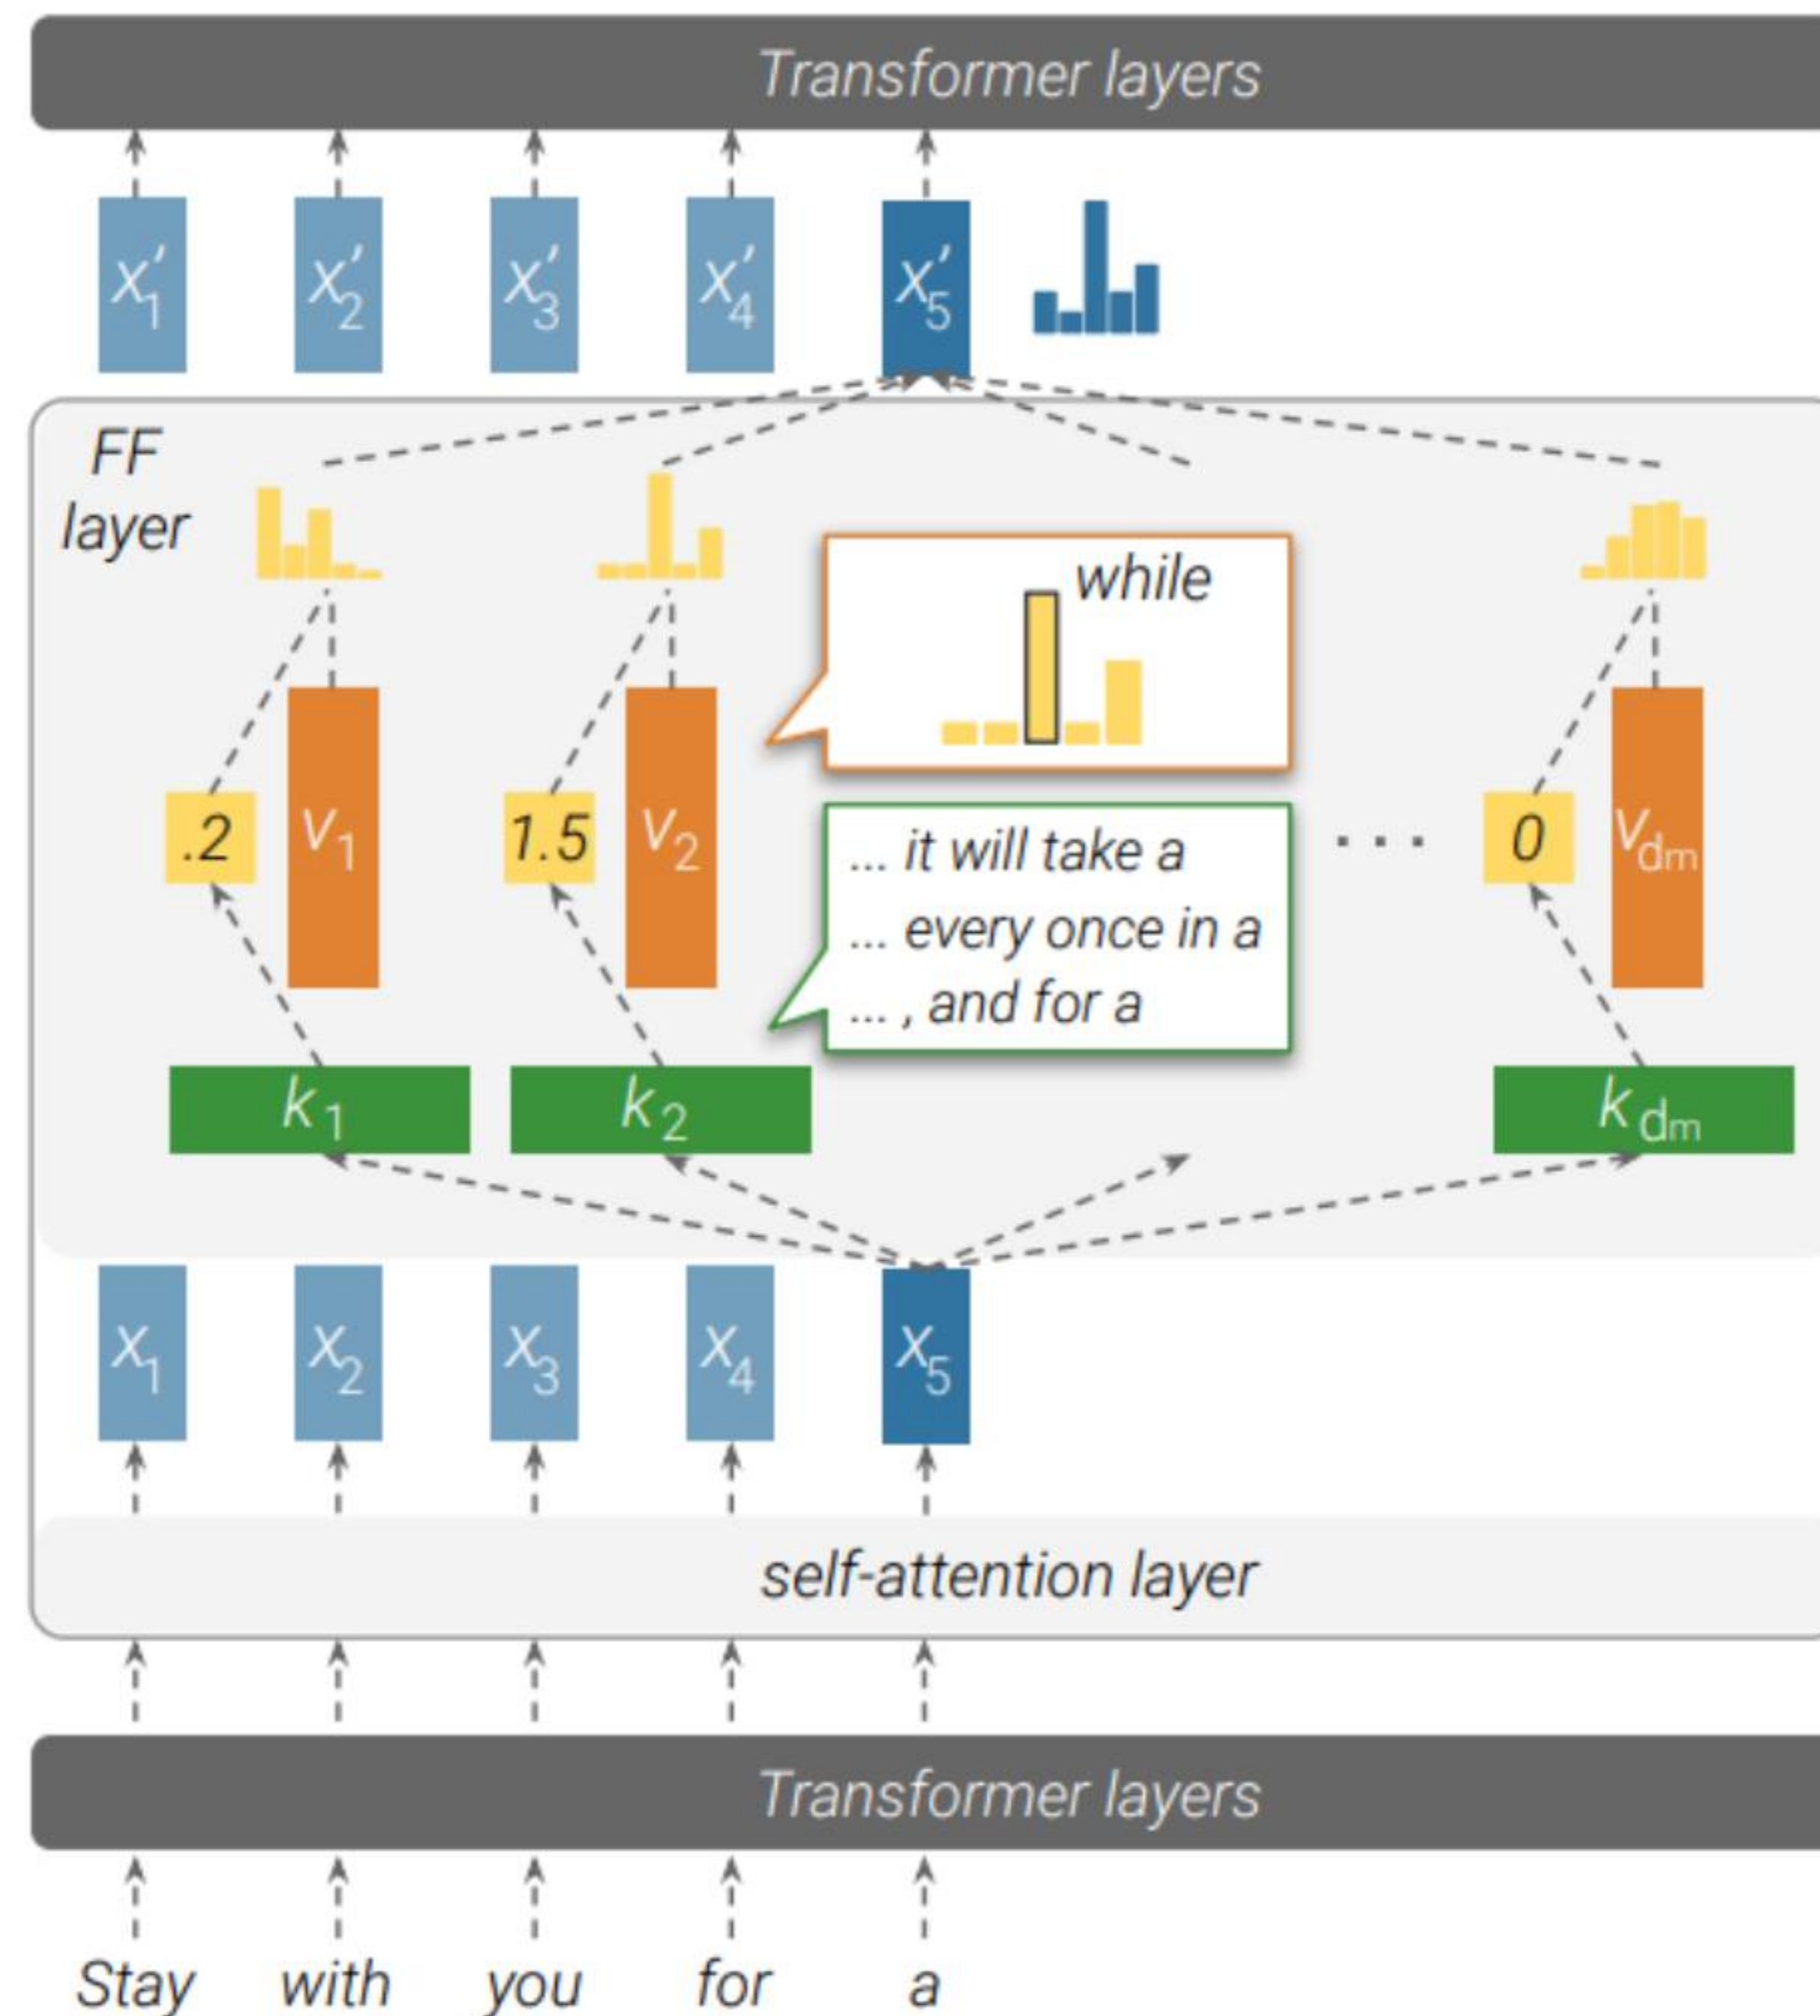 Transformer layers
x′1 x′2 x′3 x′4 x′5
FF
layer
while
.2 v1 1.5 v2 ... 0 vdm
... it will take a
... every once in a
... , and for a
k1 k2 kdm
x1 x2 x3 x4 x5
self-attention layer
Transformer layers
Stay with you for a